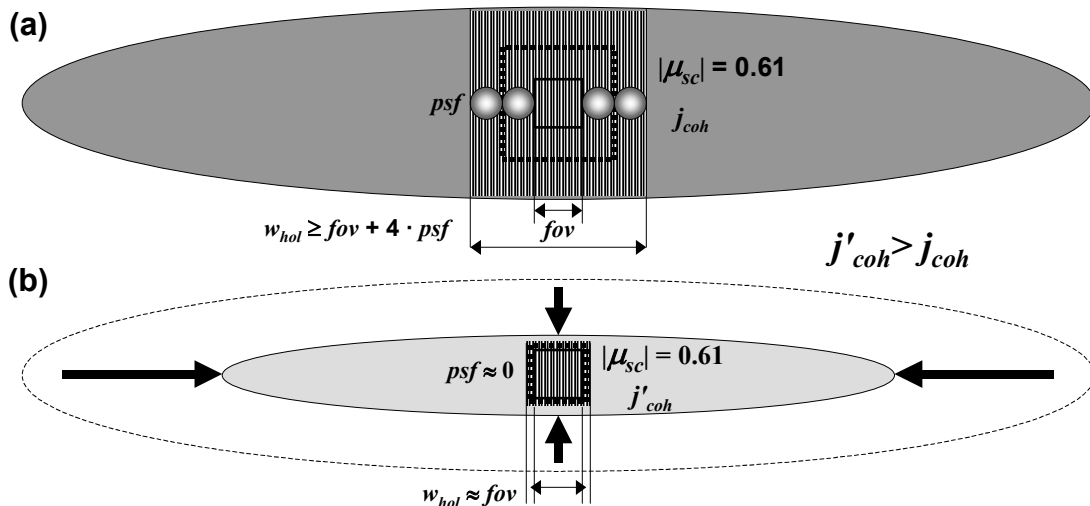 (a)
|μsc| = 0.61
psf
jcoh
whol ≥ fov + 4 · psf
fov
j'coh > jcoh
(b)
|μsc| = 0.61
psf ≈ 0
j'coh
whol ≈ fov